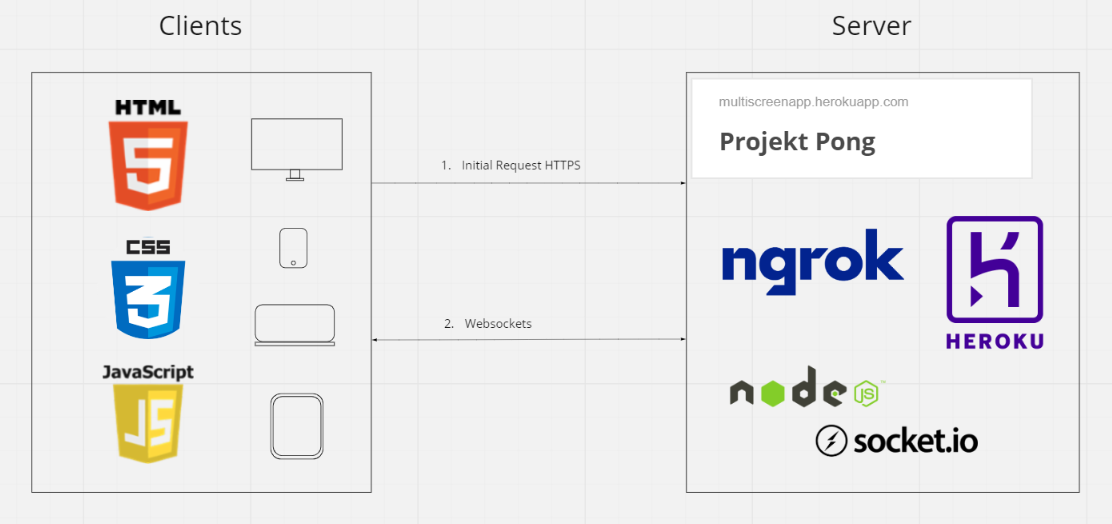 Clients
Server
HTML
5
CSS
3
JavaScript
JS
1. Initial Request HTTPS
2. Websockets
multiscreenapp.herokuapp.com
Projekt Pong
ngrok
HEROKU
node
JS
socket.io